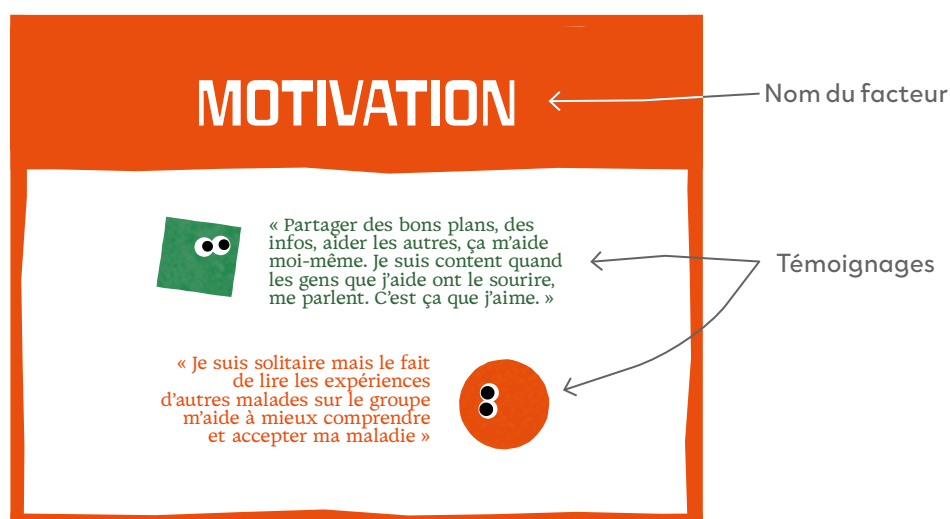 MOTIVATION
Nom du facteur
« Partager des bons plans, des
infos, aider les autres, ça m’aide
moi-même. Je suis content quand
les gens que j’aide ont le sourire,
me parlent. C’est ça que j’aime. »
Témoignages
« Je suis solitaire mais le fait
de lire les expériences
d’autres malades sur le groupe
m’aide à mieux comprendre
et accepter ma maladie »